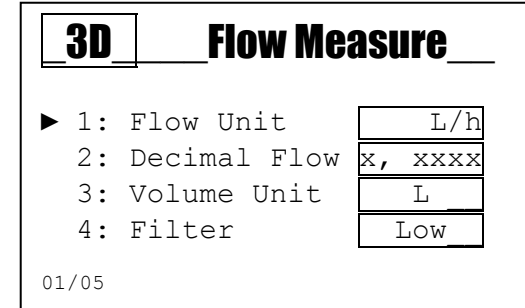 3D Flow Measure
► 1: Flow Unit L/h
2: Decimal Flow x, xxxx
3: Volume Unit L
4: Filter Low
01/05